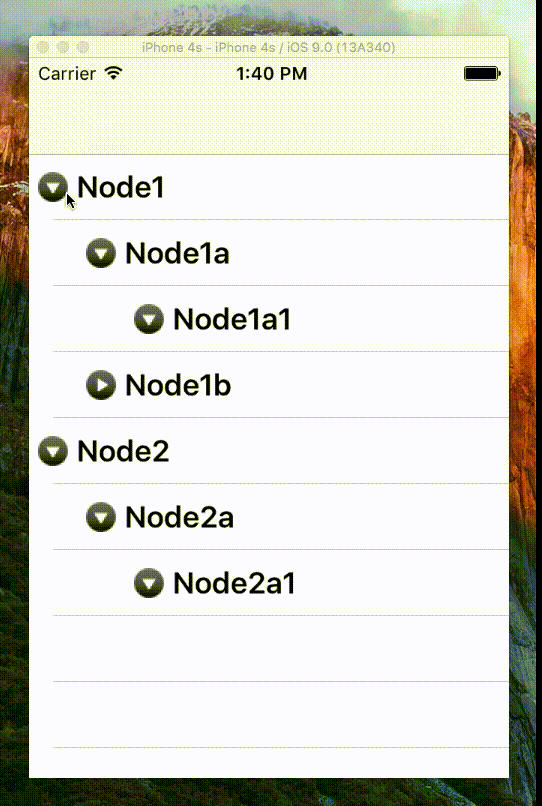 iPhone 4s - iPhone 4s / iOS 9.0 (13A340)
Carrier 1:40 PM
Node1
Node1a
Node1a1
Node1b
Node2
Node2a
Node2a1